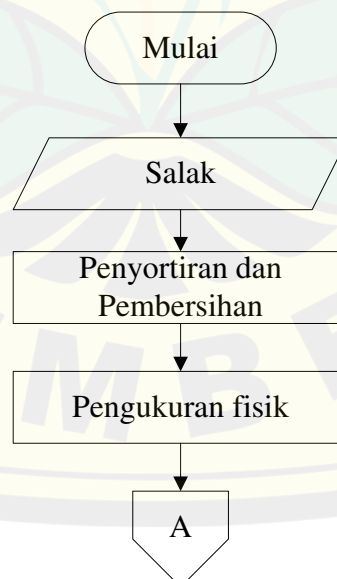 Mulai
Salak
Penyortiran dan
Pembersihan
Pengukuran fisik
A